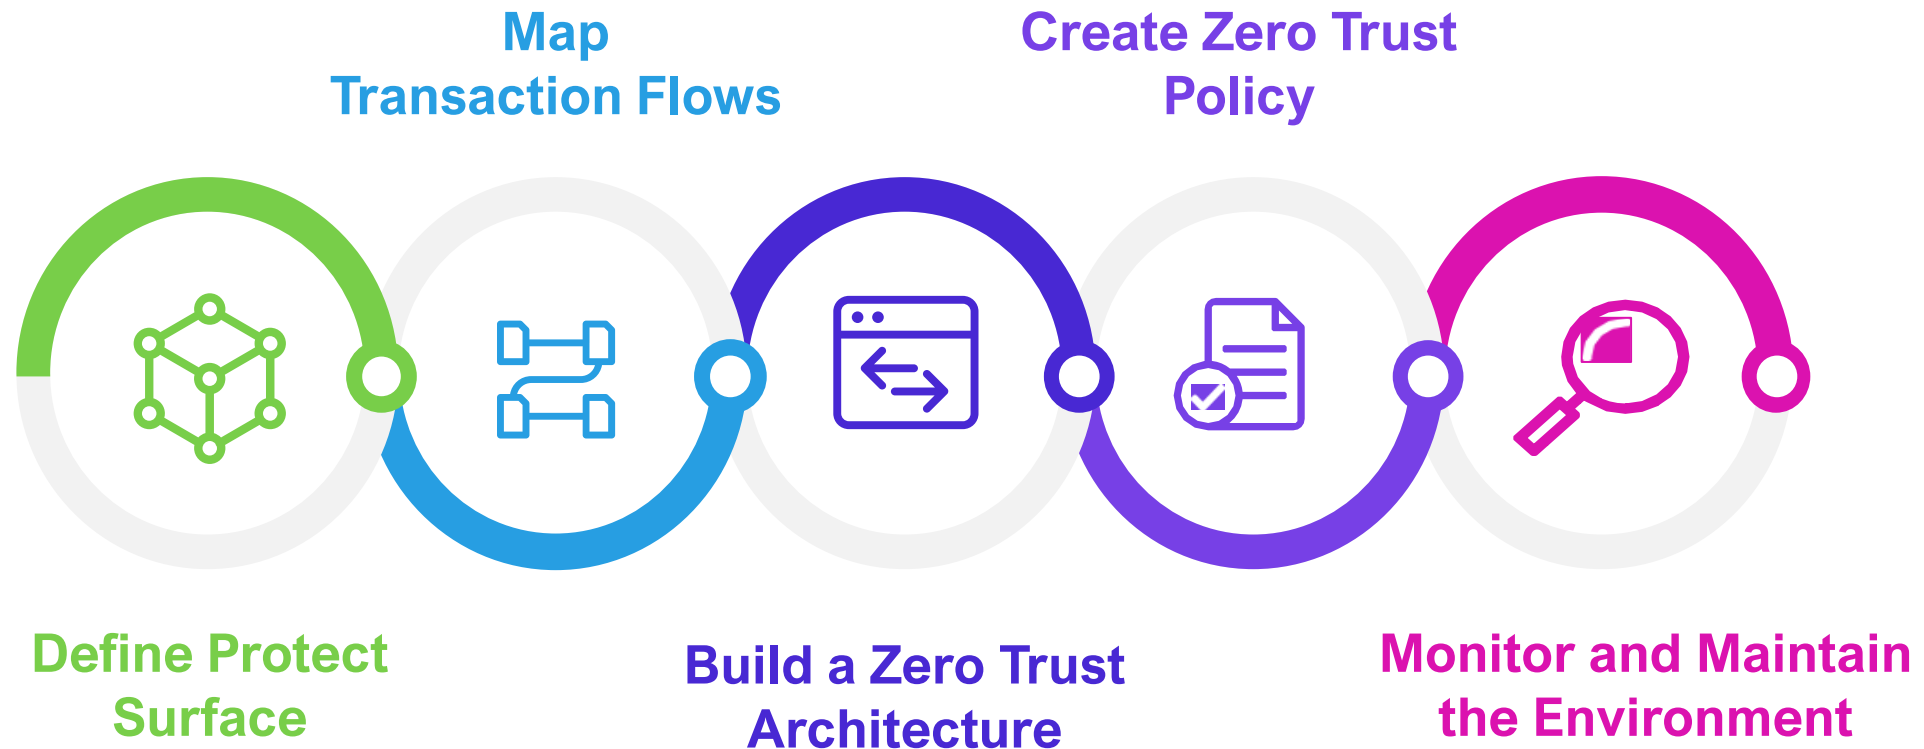 Map
Transaction Flows
Create Zero Trust
Policy
Define Protect
Surface
Build a Zero Trust
Architecture
Monitor and Maintain
the Environment